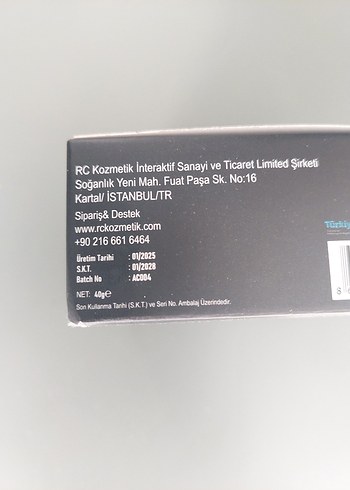 RC Kozmetik İnteraktif Sanayi ve Ticaret Limited Şirketi
Soğanlık Yeni Mah. Fuat Paşa Sk. No:16
Kartal/ İSTANBUL/TR
Sipariş& Destek
www.rckozmetik.com
+90 216 661 6464
Üretim Tarihi : 01/2025
S.K.T. : 01/2028
Batch No : AC004
NET: 40g℮
Son Kullanma Tarihi (S.K.T.) ve Seri No. Ambalaj Üzerindedir.